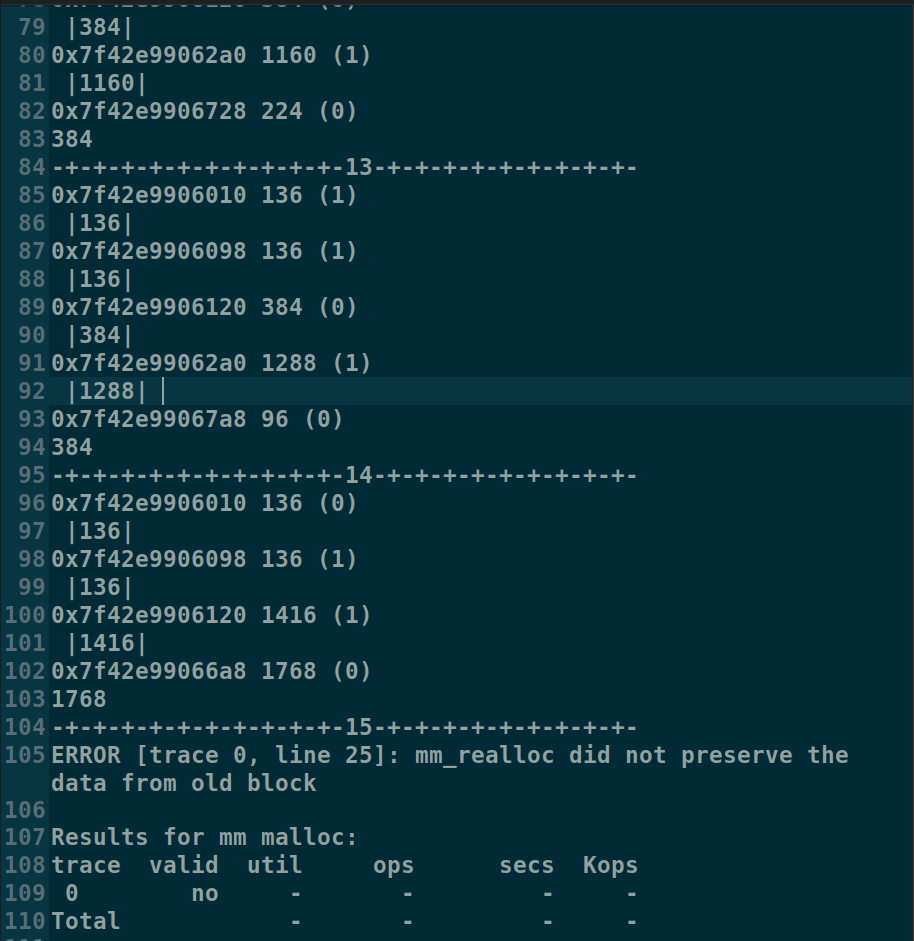 79 |384|
80 0x7f42e99062a0 1160 (1)
81 |1160|
82 0x7f42e9906728 224 (0)
83 384
84 -+-+-+-+-+-+-+-+-+-+-13-+-+-+-+-+-+-+-+-+-
85 0x7f42e9906010 136 (1)
86 |136|
87 0x7f42e9906098 136 (1)
88 |136|
89 0x7f42e9906120 384 (0)
90 |384|
91 0x7f42e99062a0 1288 (1)
92 |1288|
93 0x7f42e99067a8 96 (0)
94 384
95 -+-+-+-+-+-+-+-+-+-+-14-+-+-+-+-+-+-+-+-+-
96 0x7f42e9906010 136 (0)
97 |136|
98 0x7f42e9906098 136 (1)
99 |136|
100 0x7f42e9906120 1416 (1)
101 |1416|
102 0x7f42e99066a8 1768 (0)
103 1768
104 -+-+-+-+-+-+-+-+-+-+-15-+-+-+-+-+-+-+-+-+-
105 ERROR [trace 0, line 25]: mm_realloc did not preserve the
data from old block
106
107 Results for mm malloc:
108 trace valid util ops secs Kops
109 0 no - - - -
110 Total - - - -